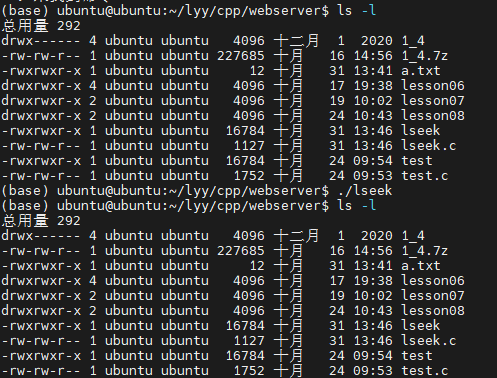 (base) ubuntu@ubuntu:~/lyy/cpp/webserver$ ls -l
总用量 292
drwx------ 4 ubuntu ubuntu   4096 十二月  1  2020 1_4
-rw-rw-r-- 1 ubuntu ubuntu 227685 十月   16 14:56 1_4.7z
-rwxrwxr-x 1 ubuntu ubuntu     12 十月   31 13:41 a.txt
drwxrwxr-x 4 ubuntu ubuntu   4096 十月   17 19:38 lesson06
drwxrwxr-x 2 ubuntu ubuntu   4096 十月   19 10:02 lesson07
drwxrwxr-x 2 ubuntu ubuntu   4096 十月   24 10:43 lesson08
-rwxrwxr-x 1 ubuntu ubuntu  16784 十月   31 13:46 lseek
-rwxrwxr-- 1 ubuntu ubuntu   1127 十月   31 13:46 lseek.c
-rwxrwxr-x 1 ubuntu ubuntu  16784 十月   24 09:54 test
-rwxrwxr-- 1 ubuntu ubuntu   1752 十月   24 09:53 test.c
(base) ubuntu@ubuntu:~/lyy/cpp/webserver$ ./lseek
(base) ubuntu@ubuntu:~/lyy/cpp/webserver$ ls -l
总用量 292
drwx------ 4 ubuntu ubuntu   4096 十二月  1  2020 1_4
-rw-rw-r-- 1 ubuntu ubuntu 227685 十月   16 14:56 1_4.7z
-rwxrwxr-x 1 ubuntu ubuntu     12 十月   31 13:41 a.txt
drwxrwxr-x 4 ubuntu ubuntu   4096 十月   17 19:38 lesson06
drwxrwxr-x 2 ubuntu ubuntu   4096 十月   19 10:02 lesson07
drwxrwxr-x 2 ubuntu ubuntu   4096 十月   24 10:43 lesson08
-rwxrwxr-x 1 ubuntu ubuntu  16784 十月   31 13:46 lseek
-rwxrwxr-- 1 ubuntu ubuntu   1127 十月   31 13:46 lseek.c
-rwxrwxr-x 1 ubuntu ubuntu  16784 十月   24 09:54 test
-rwxrwxr-- 1 ubuntu ubuntu   1752 十月   24 09:53 test.c